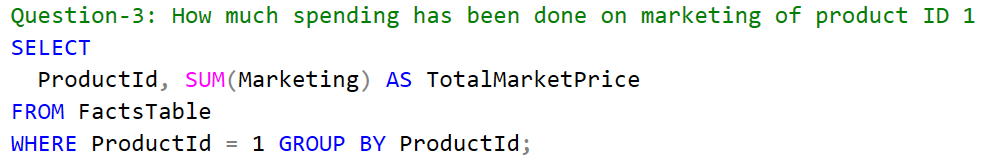 Question-3: How much spending has been done on marketing of product ID 1
SELECT
ProductId, SUM(Marketing) AS TotalMarketPrice
FROM FactsTable
WHERE ProductId = 1 GROUP BY ProductId;